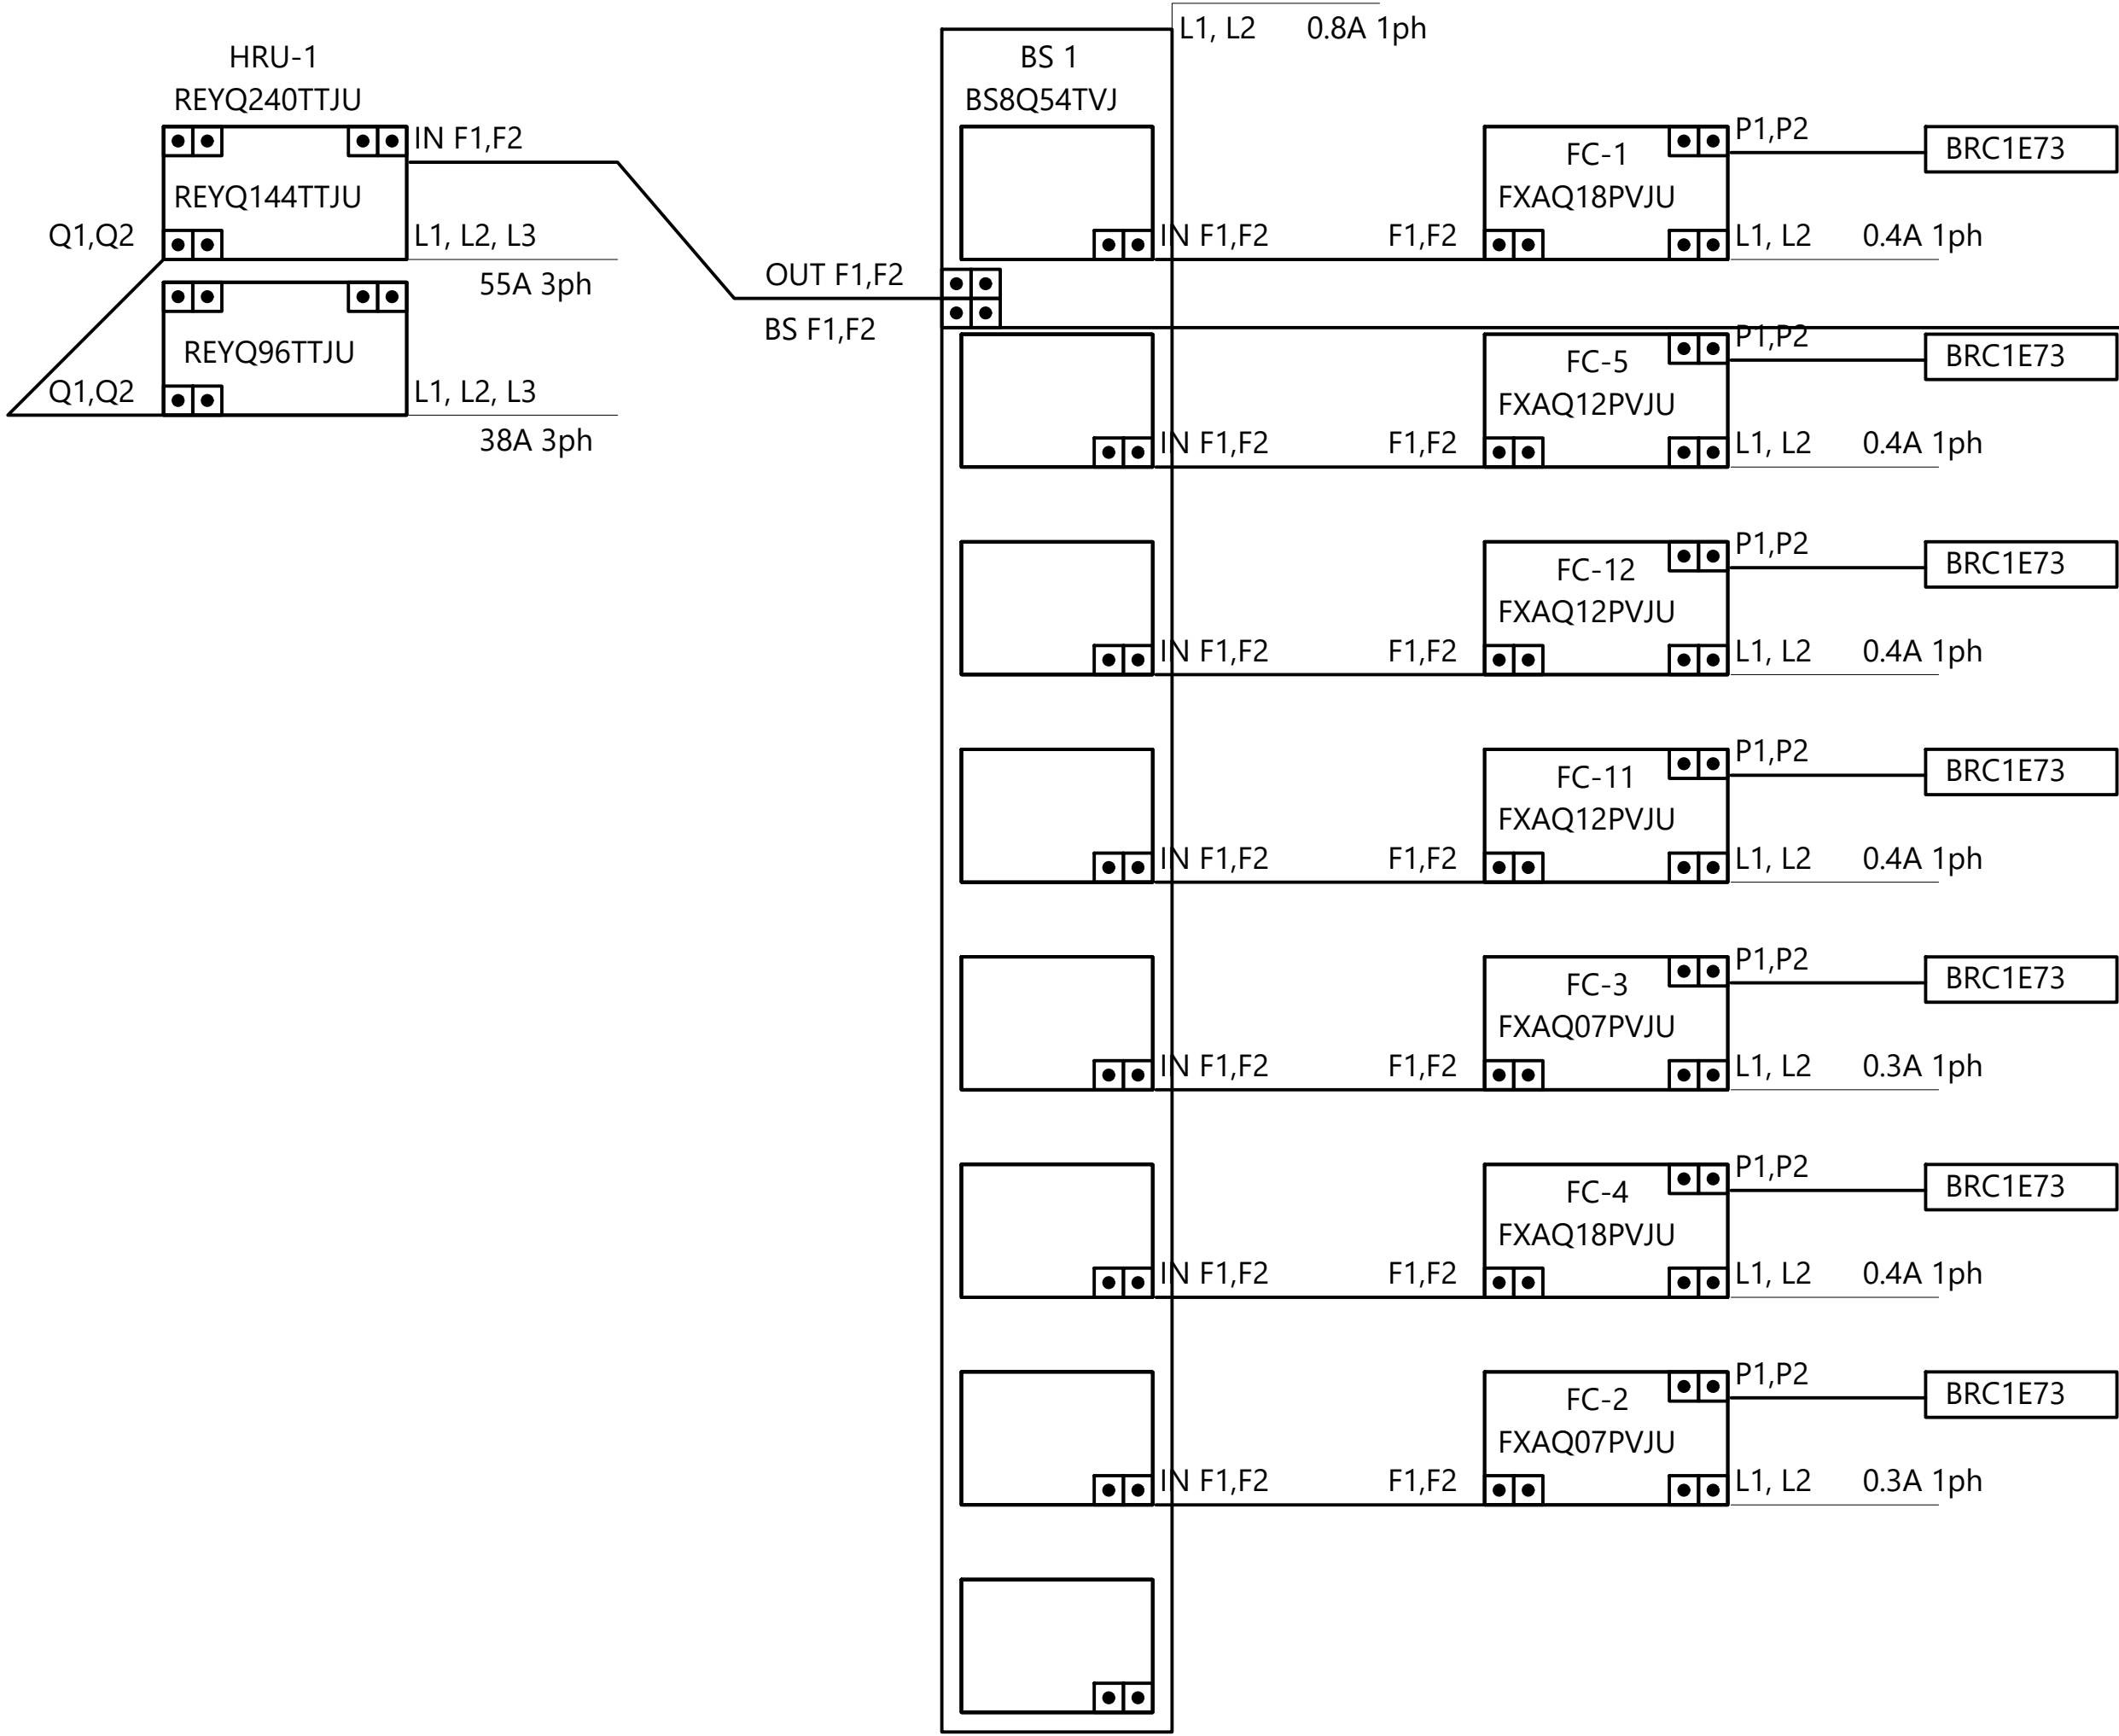 L1, L2 0.8A 1ph
HRU-1
REYQ240TTJU
IN F1,F2
REYQ144TTJU
Q1,Q2
L1, L2, L3
55A 3ph
REYQ96TTJU
Q1,Q2
L1, L2, L3
38A 3ph
OUT F1,F2
BS F1,F2
BS 1
BS8Q54TVJ
IN F1,F2
F1,F2
FC-1
FXAQ18PVJU
P1,P2
BRC1E73
L1, L2 0.4A 1ph
IN F1,F2
F1,F2
FC-5
FXAQ12PVJU
P1,P2
BRC1E73
L1, L2 0.4A 1ph
IN F1,F2
F1,F2
FC-12
FXAQ12PVJU
P1,P2
BRC1E73
L1, L2 0.4A 1ph
IN F1,F2
F1,F2
FC-11
FXAQ12PVJU
P1,P2
BRC1E73
L1, L2 0.4A 1ph
IN F1,F2
F1,F2
FC-3
FXAQ07PVJU
P1,P2
BRC1E73
L1, L2 0.3A 1ph
IN F1,F2
F1,F2
FC-4
FXAQ18PVJU
P1,P2
BRC1E73
L1, L2 0.4A 1ph
IN F1,F2
F1,F2
FC-2
FXAQ07PVJU
P1,P2
BRC1E73
L1, L2 0.3A 1ph